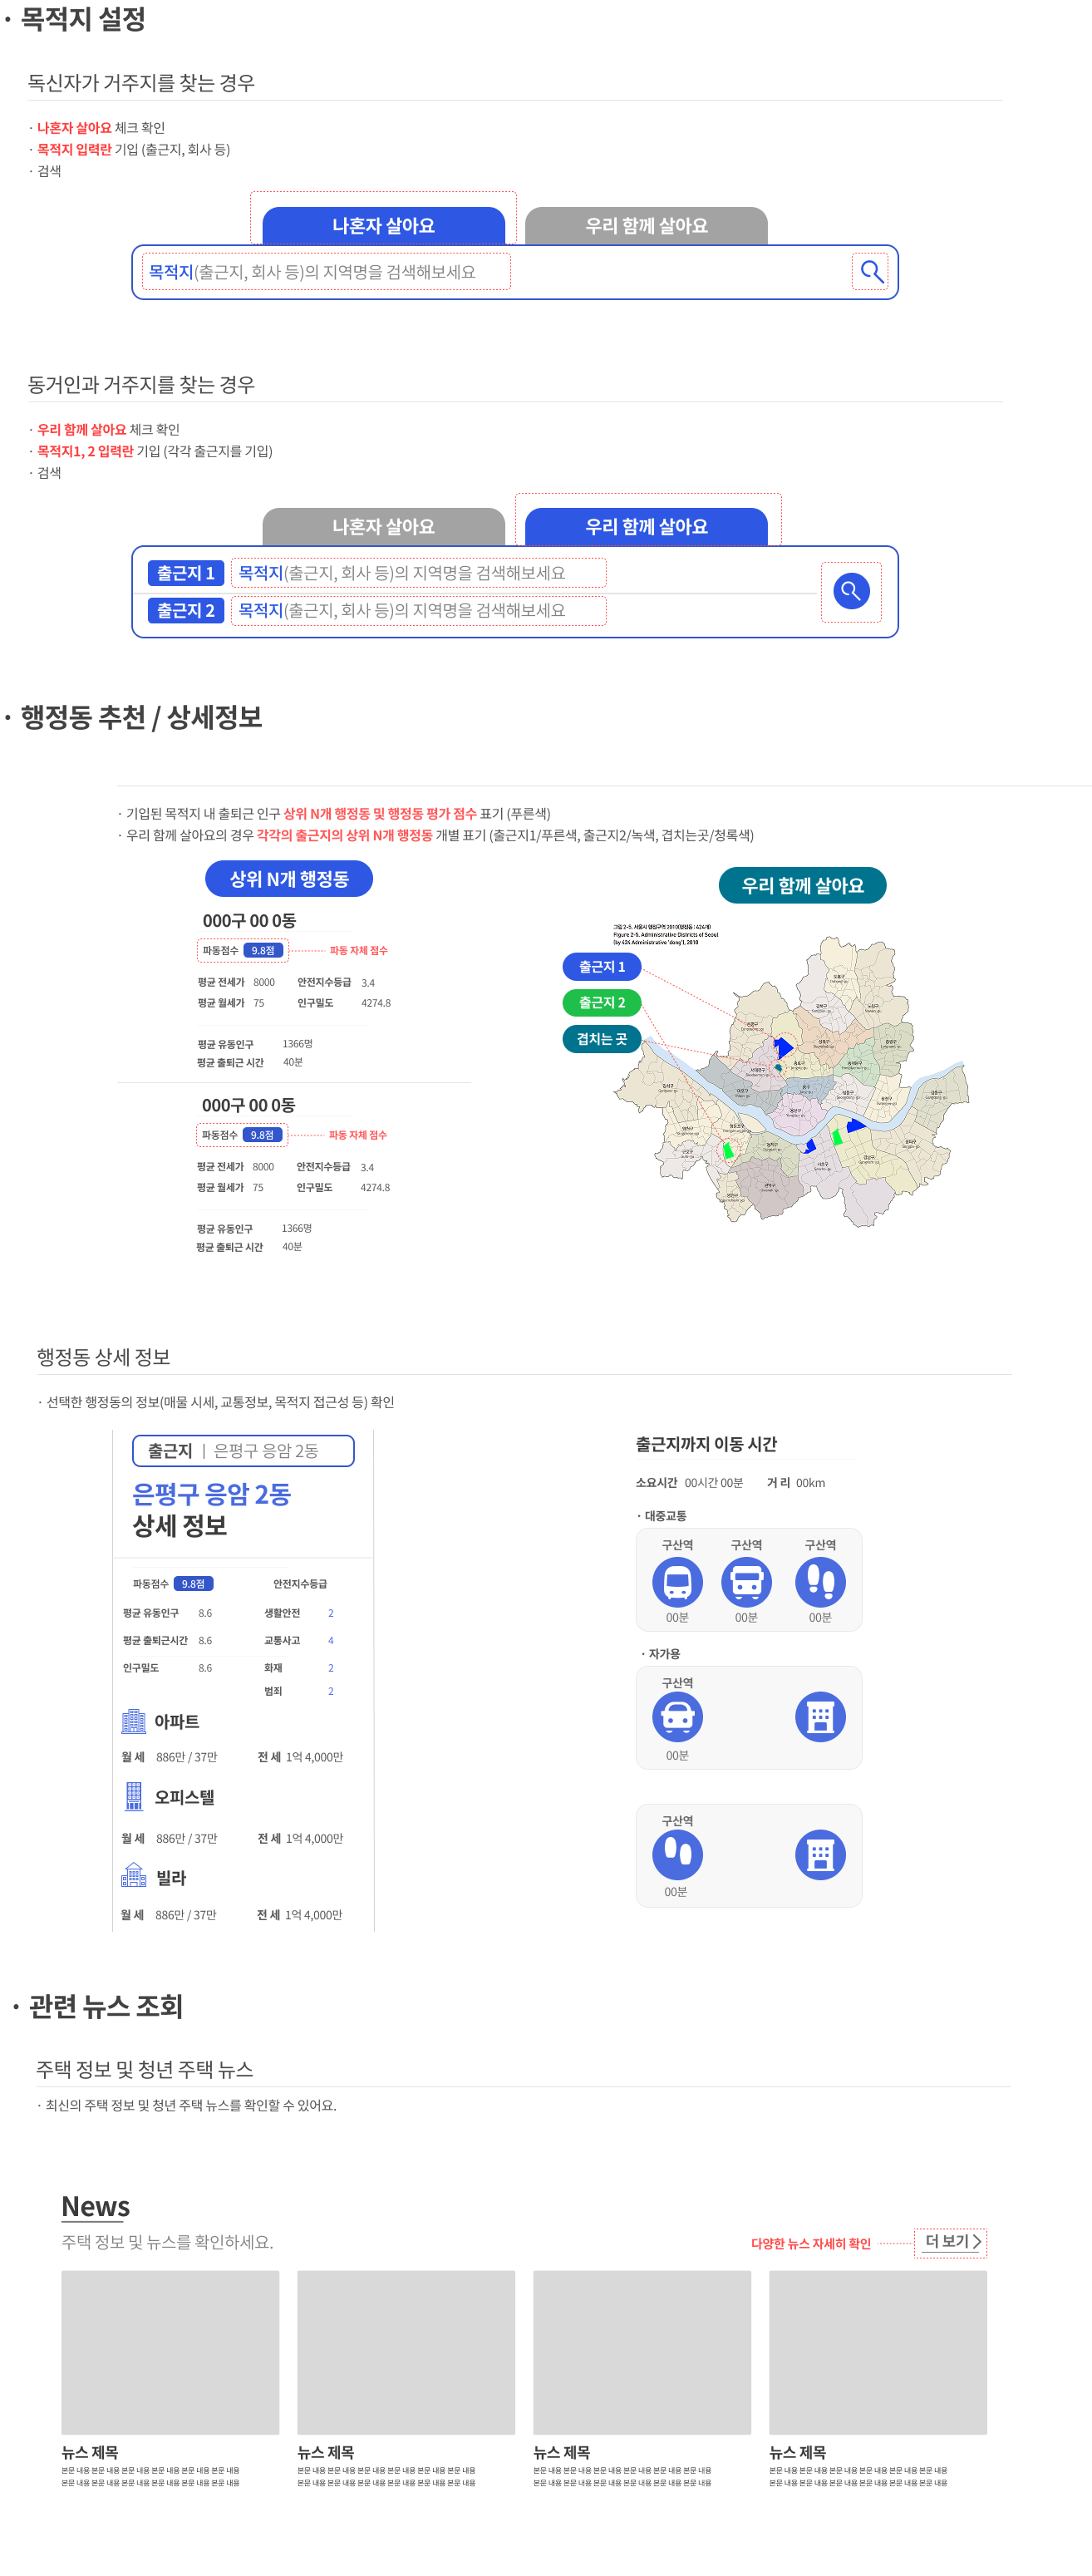 · 목적지 설정
독신자가 거주지를 찾는 경우
· 나혼자 살아요 체크 확인
· 목적지 입력란 기입 (출근지, 회사 등)
· 검색
나혼자 살아요
우리 함께 살아요
목적지(출근지, 회사 등)의 지역명을 검색해보세요
동거인과 거주지를 찾는 경우
· 우리 함께 살아요 체크 확인
· 목적지1, 2 입력란 기입 (각각 출근지를 기입)
· 검색
나혼자 살아요
우리 함께 살아요
출근지 1 목적지(출근지, 회사 등)의 지역명을 검색해보세요
출근지 2 목적지(출근지, 회사 등)의 지역명을 검색해보세요
· 행정동 추천 / 상세정보
· 기입된 목적지 내 출퇴근 인구 상위 N개 행정동 및 행정동 평가 점수 표기 (푸른색)
· 우리 함께 살아요의 경우 각각의 출근지의 상위 N개 행정동 개별 표기 (출근지1/푸른색, 출근지2/녹색, 겹치는곳/청록색)
상위 N개 행정동
000구 00 0동
파동점수 9.8점 파동 자체 점수
평균 전세가 8000 안전지수등급 3.4
평균 월세가 75 인구밀도 4274.8
평균 유동인구 1366명
평균 출퇴근 시간 40분
000구 00 0동
파동점수 9.8점 파동 자체 점수
평균 전세가 8000 안전지수등급 3.4
평균 월세가 75 인구밀도 4274.8
평균 유동인구 1366명
평균 출퇴근 시간 40분
우리 함께 살아요
그림 2-5. 서울시 행정구역 2010(행정동 : 424개)
Figure 2-5. Administrative Districts of Seoul
(by 424 Administrative 'dong'), 2010
출근지 1
출근지 2
겹치는 곳
행정동 상세 정보
· 선택한 행정동의 정보(매물 시세, 교통정보, 목적지 접근성 등) 확인
출근지 | 은평구 응암 2동
은평구 응암 2동
상세 정보
파동점수 9.8점 안전지수등급
평균 유동인구 8.6 생활안전 2
평균 출퇴근시간 8.6 교통사고 4
인구밀도 8.6 화재 2
범죄 2
아파트
월 세 886만 / 37만 전 세 1억 4,000만
오피스텔
월 세 886만 / 37만 전 세 1억 4,000만
빌라
월 세 886만 / 37만 전 세 1억 4,000만
출근지까지 이동 시간
소요시간 00시간 00분 거 리 00km
· 대중교통
구산역 구산역 구산역
00분 00분 00분
· 자가용
구산역
00분
구산역
00분
· 관련 뉴스 조회
주택 정보 및 청년 주택 뉴스
· 최신의 주택 정보 및 청년 주택 뉴스를 확인할 수 있어요.
News
주택 정보 및 뉴스를 확인하세요.
다양한 뉴스 자세히 확인 더 보기 >
뉴스 제목
본문 내용 본문 내용 본문 내용 본문 내용 본문 내용 본문 내용
본문 내용 본문 내용 본문 내용 본문 내용 본문 내용 본문 내용
뉴스 제목
본문 내용 본문 내용 본문 내용 본문 내용 본문 내용 본문 내용
본문 내용 본문 내용 본문 내용 본문 내용 본문 내용 본문 내용
뉴스 제목
본문 내용 본문 내용 본문 내용 본문 내용 본문 내용 본문 내용
본문 내용 본문 내용 본문 내용 본문 내용 본문 내용 본문 내용
뉴스 제목
본문 내용 본문 내용 본문 내용 본문 내용 본문 내용 본문 내용
본문 내용 본문 내용 본문 내용 본문 내용 본문 내용 본문 내용